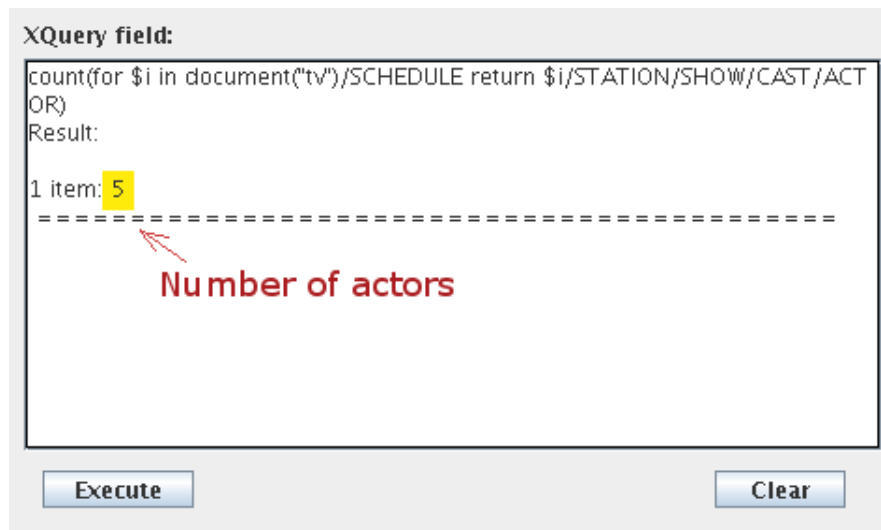 XQuery field:
count(for $i in document("tv")/SCHEDULE return $i/STATION/SHOW/CAST/ACT
OR)
Result:
1 item: 5
= = = = = = = = = = = = = = = = = = = = = = = = = = = = = = = = = = = = = = = = = = =
Number of actors
Execute
Clear